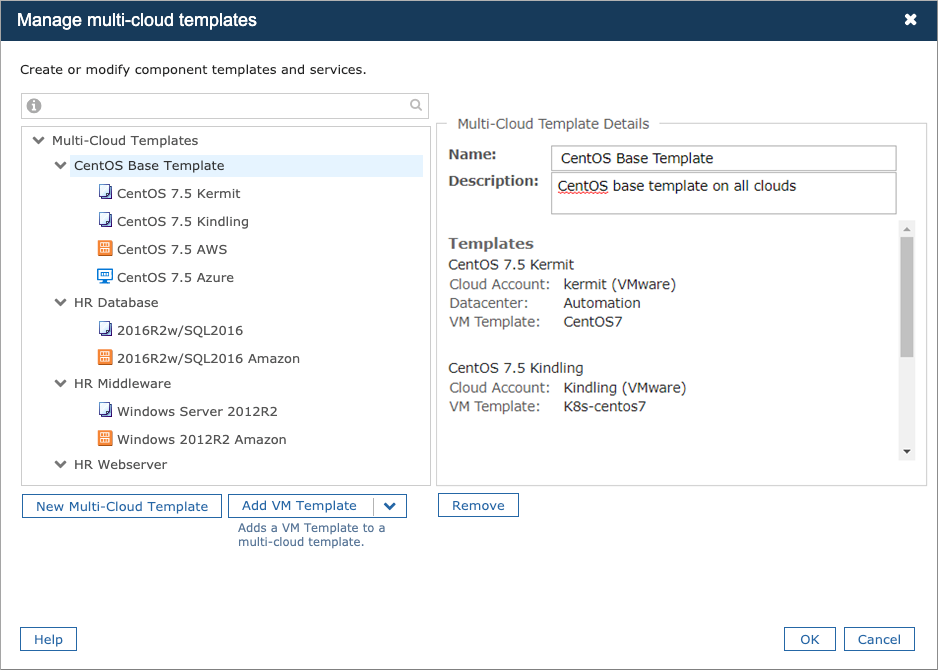 Manage multi-cloud templates
Create or modify component templates and services.
Multi-Cloud Templates
CentOS Base Template
CentOS 7.5 Kermit
CentOS 7.5 Kindling
CentOS 7.5 AWS
CentOS 7.5 Azure
HR Database
2016R2w/SQL2016
2016R2w/SQL2016 Amazon
HR Middleware
Windows Server 2012R2
Windows 2012R2 Amazon
HR Webserver
New Multi-Cloud Template
Add VM Template
Adds a VM Template to a
multi-cloud template.
Multi-Cloud Template Details
Name: CentOS Base Template
Description: CentOS base template on all clouds
Templates
CentOS 7.5 Kermit
Cloud Account: kermit (VMware)
Datacenter: Automation
VM Template: CentOS7
CentOS 7.5 Kindling
Cloud Account: Kindling (VMware)
VM Template: K8s-centos7
Remove
Help
OK
Cancel